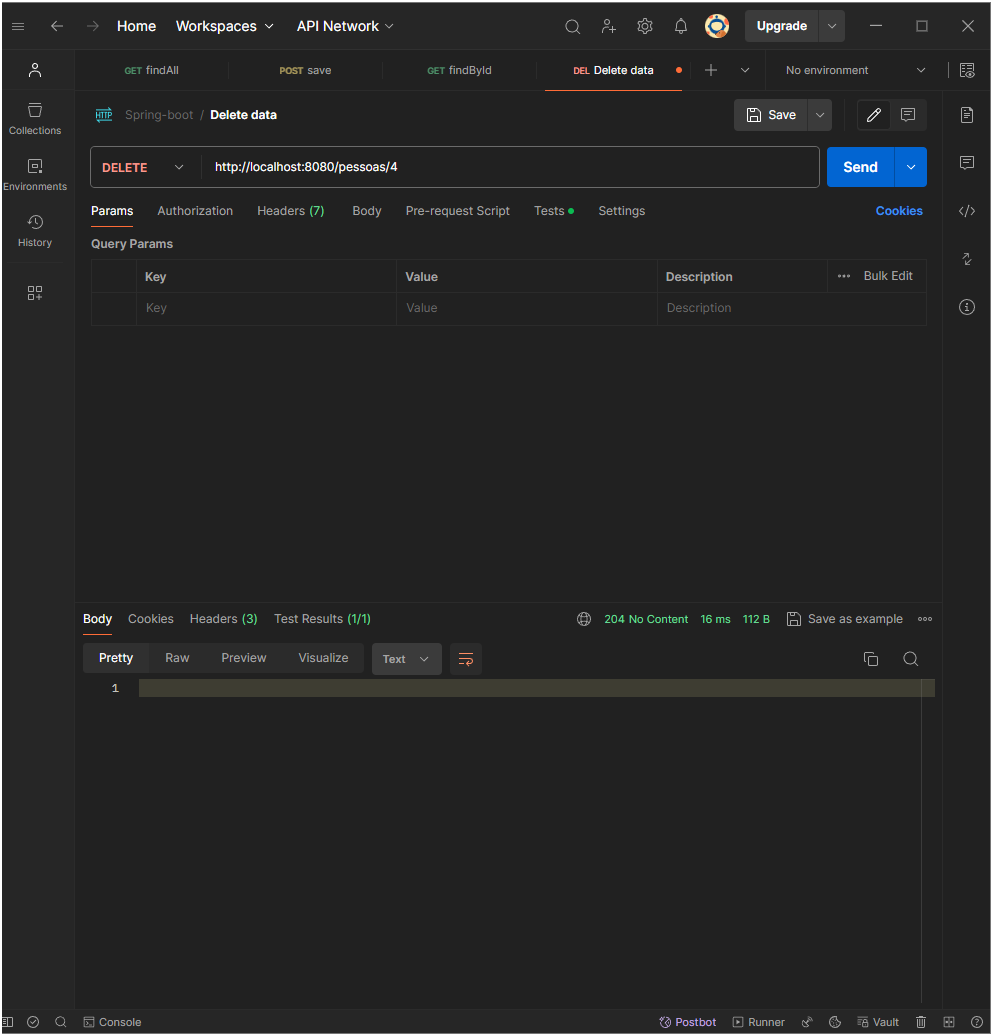 Home Workspaces API Network Upgrade
GET findAll POST save GET findById DEL Delete data No environment
HTTP Spring-boot / Delete data Save
Collections
DELETE http://localhost:8080/pessoas/4 Send
Environments
Params Authorization Headers (7) Body Pre-request Script Tests Settings Cookies
History
Query Params
Key Value Description Bulk Edit
Key Value Description
Body Cookies Headers (3) Test Results (1/1) 204 No Content 16 ms 112 B Save as example
Pretty Raw Preview Visualize Text
1
Console Postbot Runner Vault